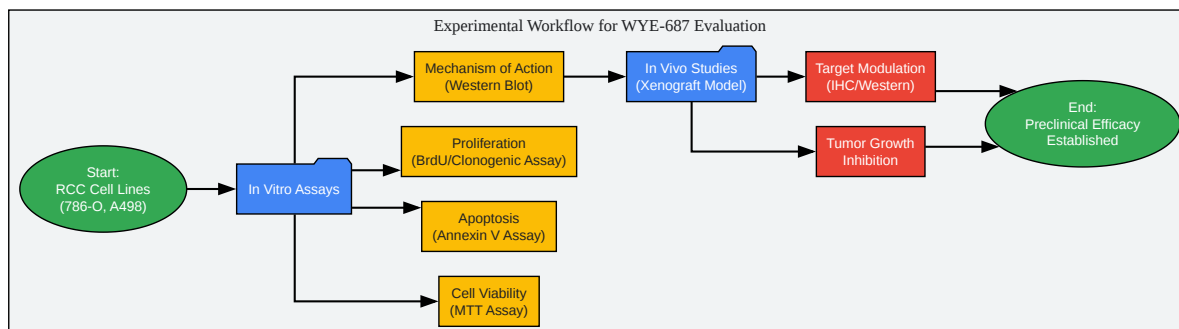 Experimental Workflow for WYE-687 Evaluation
Start:
RCC Cell Lines
(786-O, A498)
In Vitro Assays
Mechanism of Action
(Western Blot)
Proliferation
(BrdU/Clonogenic Assay)
Apoptosis
(Annexin V Assay)
Cell Viability
(MTT Assay)
In Vivo Studies
(Xenograft Model)
Target Modulation
(IHC/Western)
Tumor Growth
Inhibition
End:
Preclinical Efficacy
Established